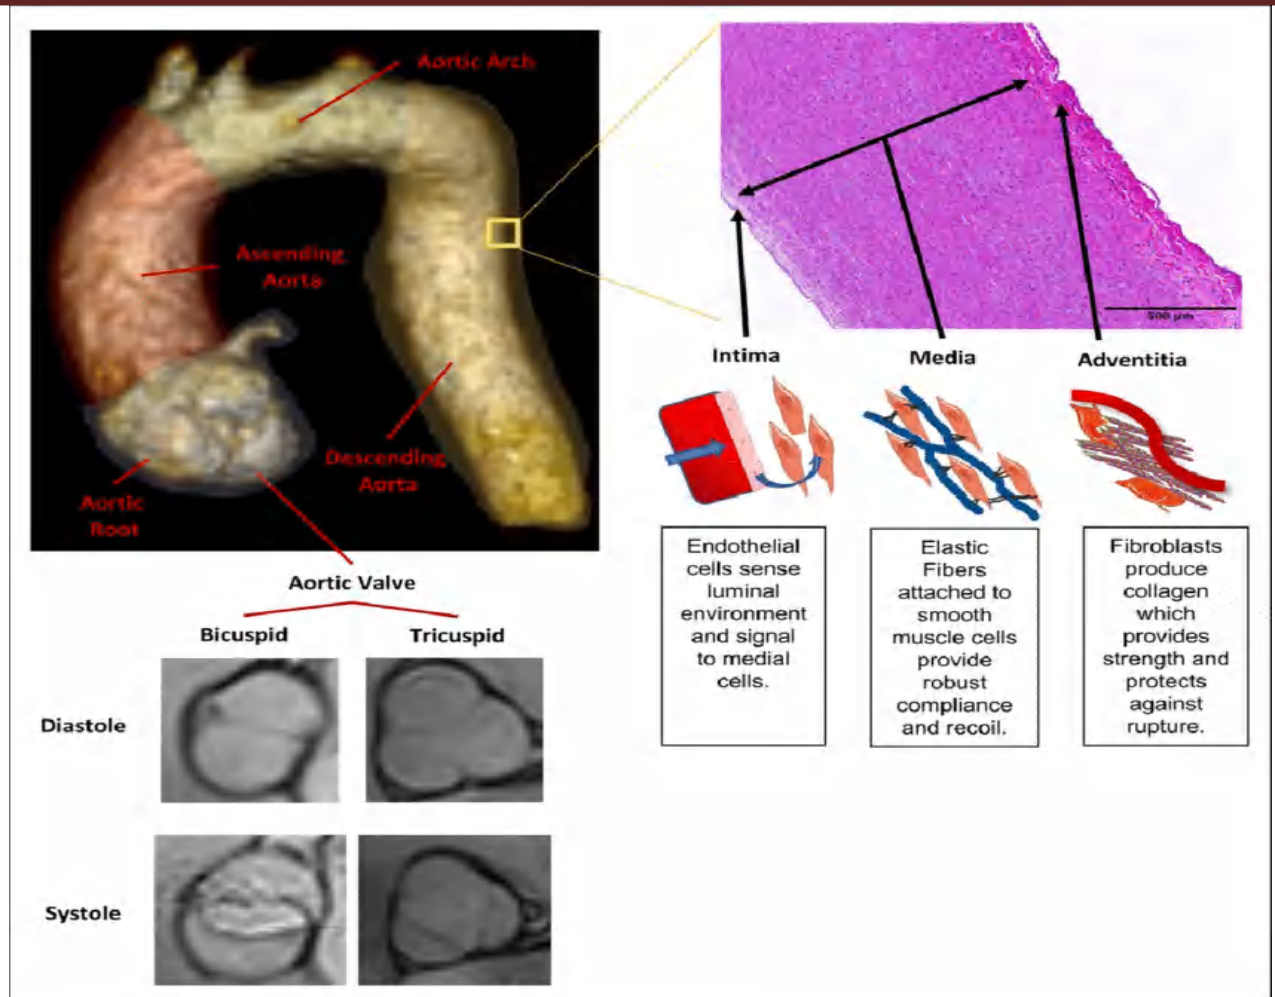 Aortic Arch
Ascending
Aorta
Descending
Aorta
Aortic
Root
Aortic Valve
Bicuspid
Tricuspid
Diastole
Systole
500 µm
Intima
Media
Adventitia
Endothelial
cells sense
luminal
environment
and signal
to medial
cells.
Elastic
Fibers
attached to
smooth
muscle cells
provide
robust
compliance
and recoil.
Fibroblasts
produce
collagen
which
provides
strength and
protects
against
rupture.